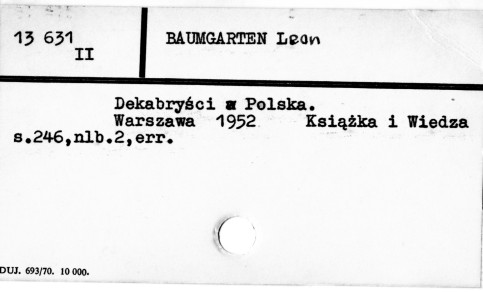 13 631
II
BAUMGARTEN Leon
Dekabryści a Polska.
Warszawa 1952 Książka i Wiedza
s.246,nlb.2,err.
DUJ. 693/70. 10 000.